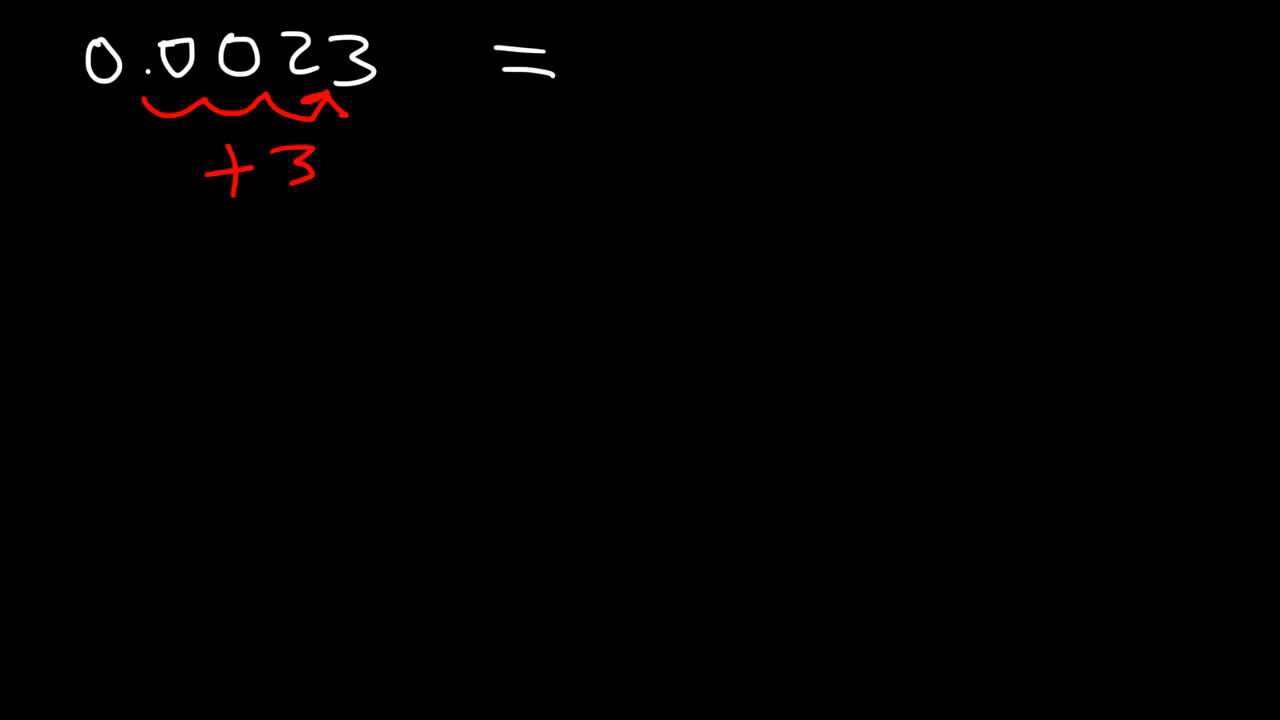 0.0023 =
+3